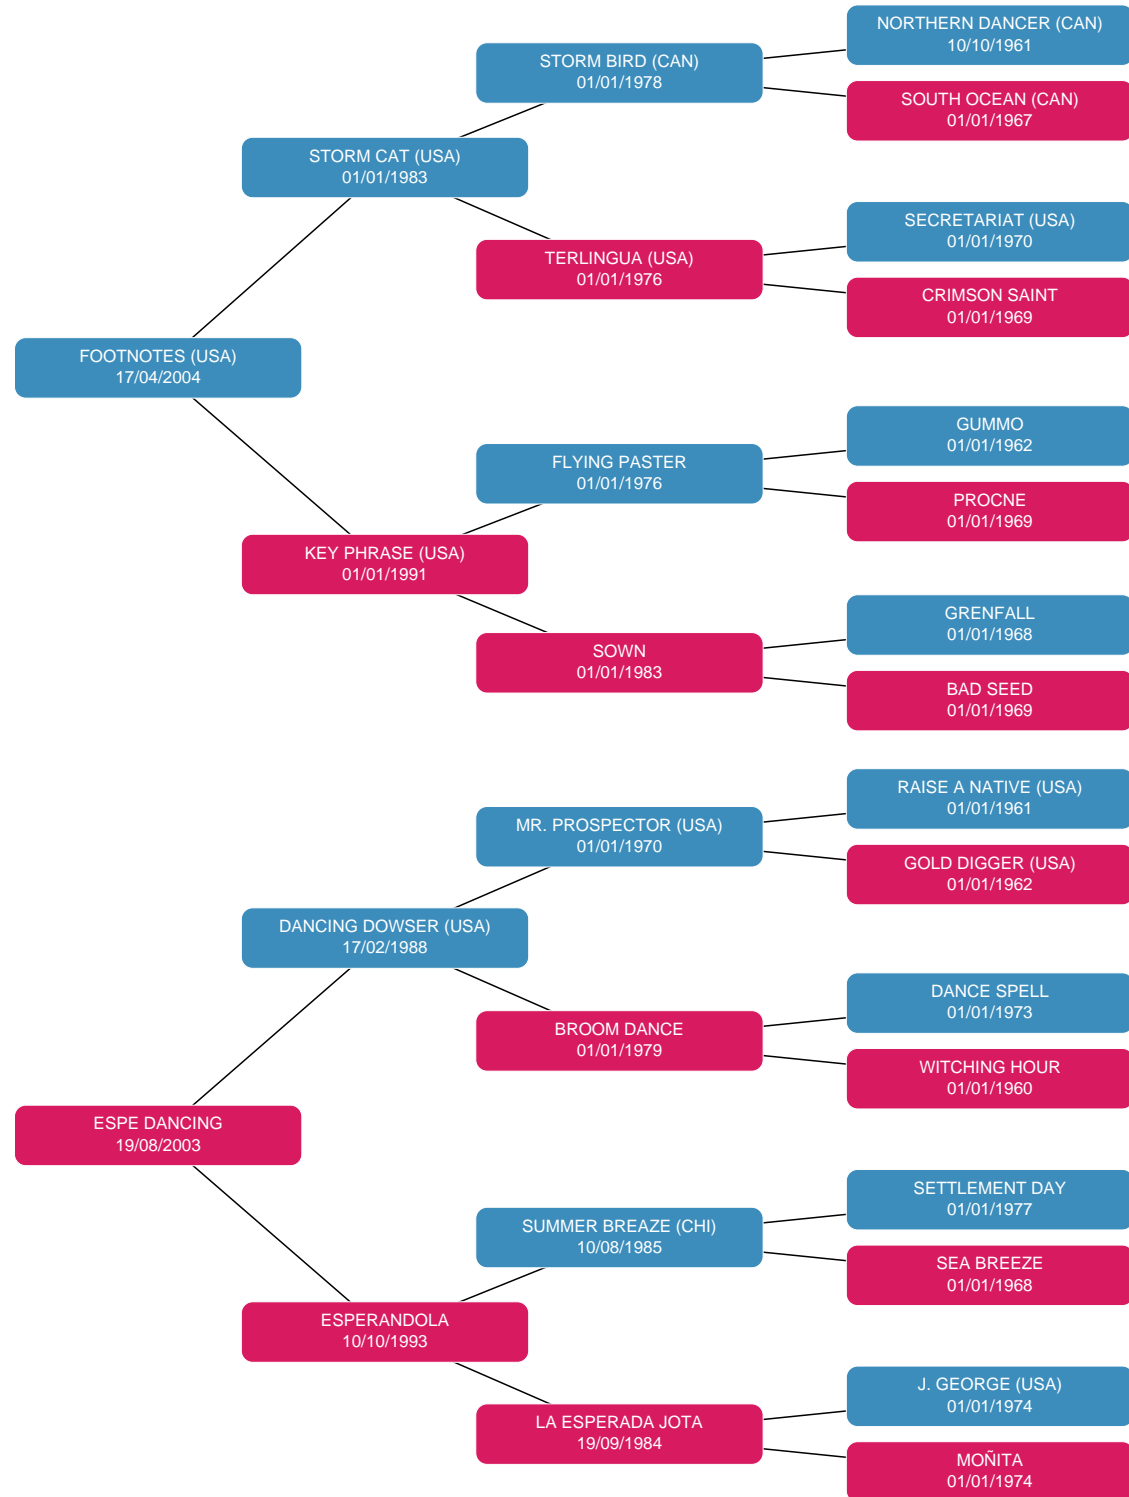 NORTHERN DANCER (CAN)
10/10/1961
STORM BIRD (CAN)
01/01/1978
SOUTH OCEAN (CAN)
01/01/1967
STORM CAT (USA)
01/01/1983
SECRETARIAT (USA)
01/01/1970
TERLINGUA (USA)
01/01/1976
CRIMSON SAINT
01/01/1969
FOOTNOTES (USA)
17/04/2004
GUMMO
01/01/1962
FLYING PASTER
01/01/1976
PROCNE
01/01/1969
KEY PHRASE (USA)
01/01/1991
GRENFALL
01/01/1968
SOWN
01/01/1983
BAD SEED
01/01/1969
RAISE A NATIVE (USA)
01/01/1961
MR. PROSPECTOR (USA)
01/01/1970
GOLD DIGGER (USA)
01/01/1962
DANCING DOWSER (USA)
17/02/1988
DANCE SPELL
01/01/1973
BROOM DANCE
01/01/1979
WITCHING HOUR
01/01/1960
ESPE DANCING
19/08/2003
SETTLEMENT DAY
01/01/1977
SUMMER BREAZE (CHI)
10/08/1985
SEA BREEZE
01/01/1968
ESPERANDOLA
10/10/1993
J. GEORGE (USA)
01/01/1974
LA ESPERADA JOTA
19/09/1984
MOÑITA
01/01/1974